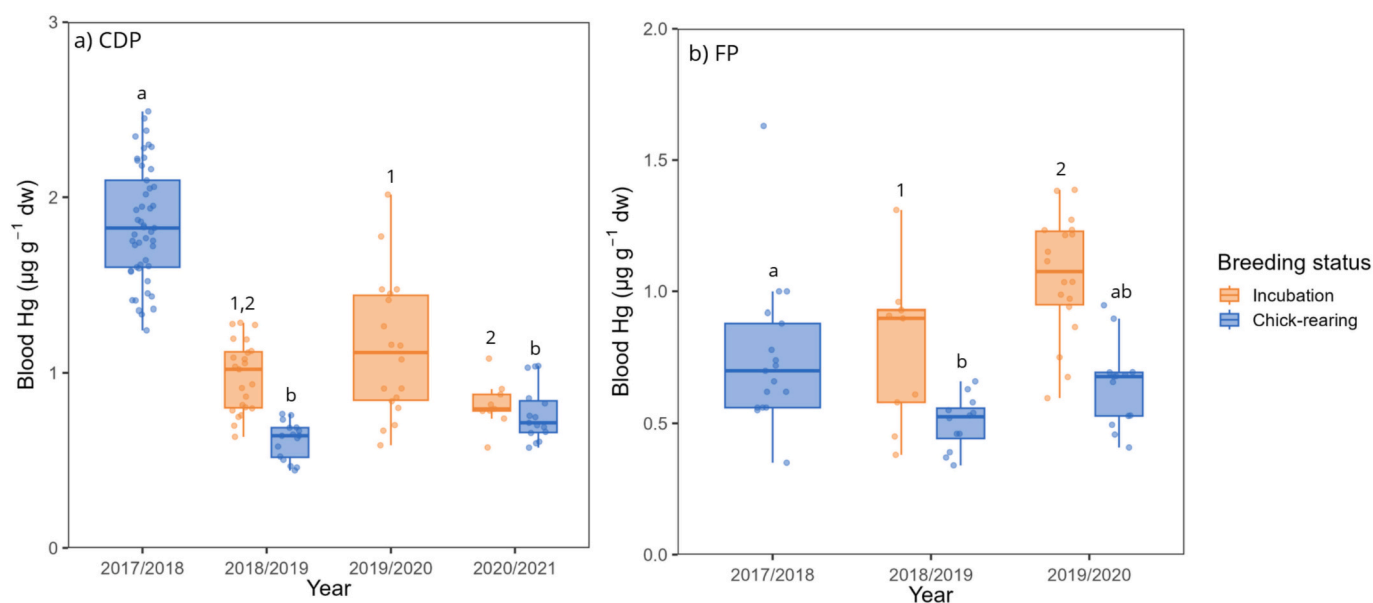 a) CDP
Blood Hg (µg g⁻¹ dw)
3
2
1
0
a
1,2
b
1
2
b
2017/2018
2018/2019
2019/2020
2020/2021
Year
b) FP
Blood Hg (µg g⁻¹ dw)
2.0
1.5
1.0
0.5
0.0
a
1
b
2
ab
2017/2018
2018/2019
2019/2020
Year
Breeding status
Incubation
Chick-rearing